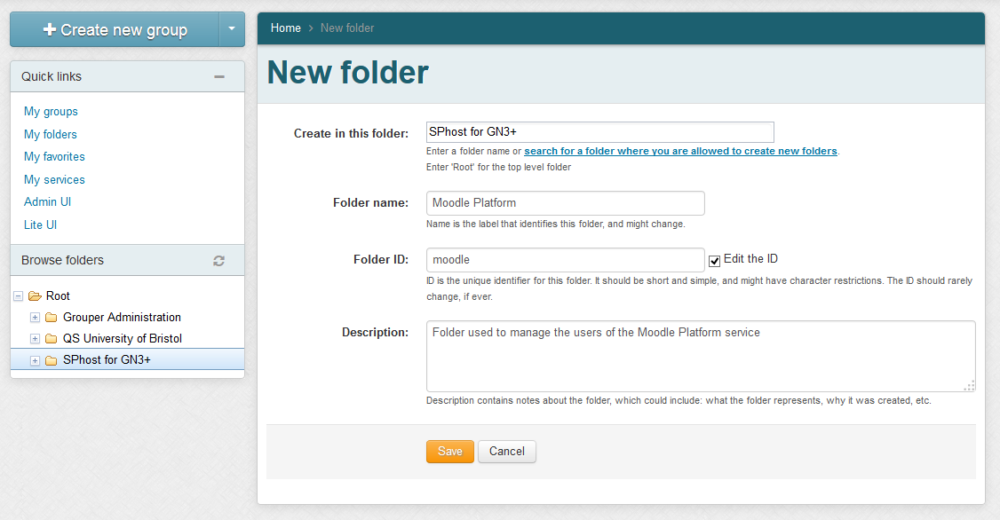 Create new group
Quick links
My groups
My folders
My favorites
My services
Admin UI
Lite UI
Browse folders
Root
Grouper Administration
QS University of Bristol
SPhost for GN3+
Home > New folder
New folder
Create in this folder: SPhost for GN3+
Enter a folder name or search for a folder where you are allowed to create new folders.
Enter 'Root' for the top level folder
Folder name: Moodle Platform
Name is the label that identifies this folder, and might change.
Folder ID: moodle Edit the ID
ID is the unique identifier for this folder. It should be short and simple, and might have character restrictions. The ID should rarely
change, if ever.
Description: Folder used to manage the users of the Moodle Platform service
Description contains notes about the folder, which could include: what the folder represents, why it was created, etc.
Save Cancel